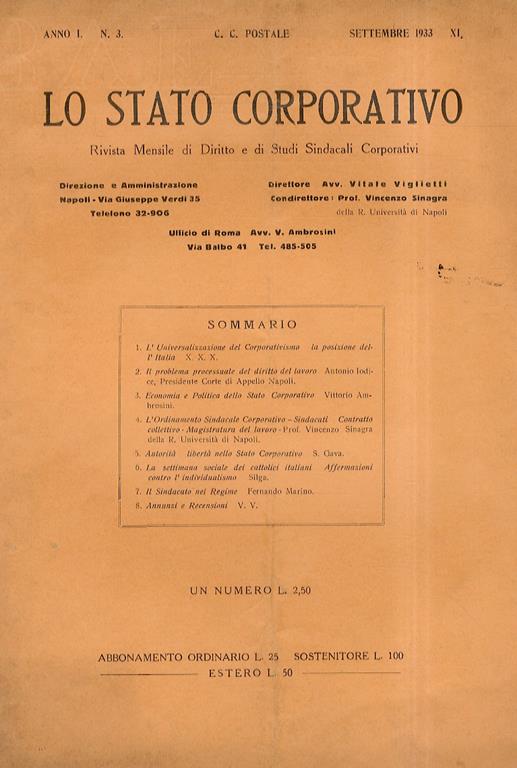 ANNO I. N. 3. C. C. POSTALE SETTEMBRE 1933 XI.
LO STATO CORPORATIVO
Rivista Mensile di Diritto e di Studi Sindacali Corporativi
Direzione e Amministrazione
Napoli - Via Giuseppe Verdi 35
Telefono 32-906
Direttore Avv. Vitale Viglietti
Condirettore: Prof. Vincenzo Sinagra
della R. Università di Napoli
Ufficio di Roma Avv. V. Ambrosini
Via Balbo 41 Tel. 485-505
SOMMARIO
1. L' Universalizzazione del Corporativismo la posizione del-
l' Italia X. X. X.
2. Il problema processuale del diritto del lavoro Antonio Iodi-
ce, Presidente Corte di Appello Napoli.
3. Economia e Politica dello Stato Corporativo Vittorio Am-
brosini.
4. L'Ordinamento Sindacale Corporativo - Sindacati Contratto
collettivo - Magistratura del lavoro - Prof. Vincenzo Sinagra
della R. Università di Napoli.
5. Autorità libertà nello Stato Corporativo S. Gava.
6. La settimana sociale dei cattolici italiani Affermazioni
contro l' individualismo Silga.
7. Il Sindacato nel Regime Fernando Marino.
8. Annunzi e Recensioni V. V.
UN NUMERO L. 2,50
ABBONAMENTO ORDINARIO L. 25 SOSTENITORE L. 100
ESTERO L. 50